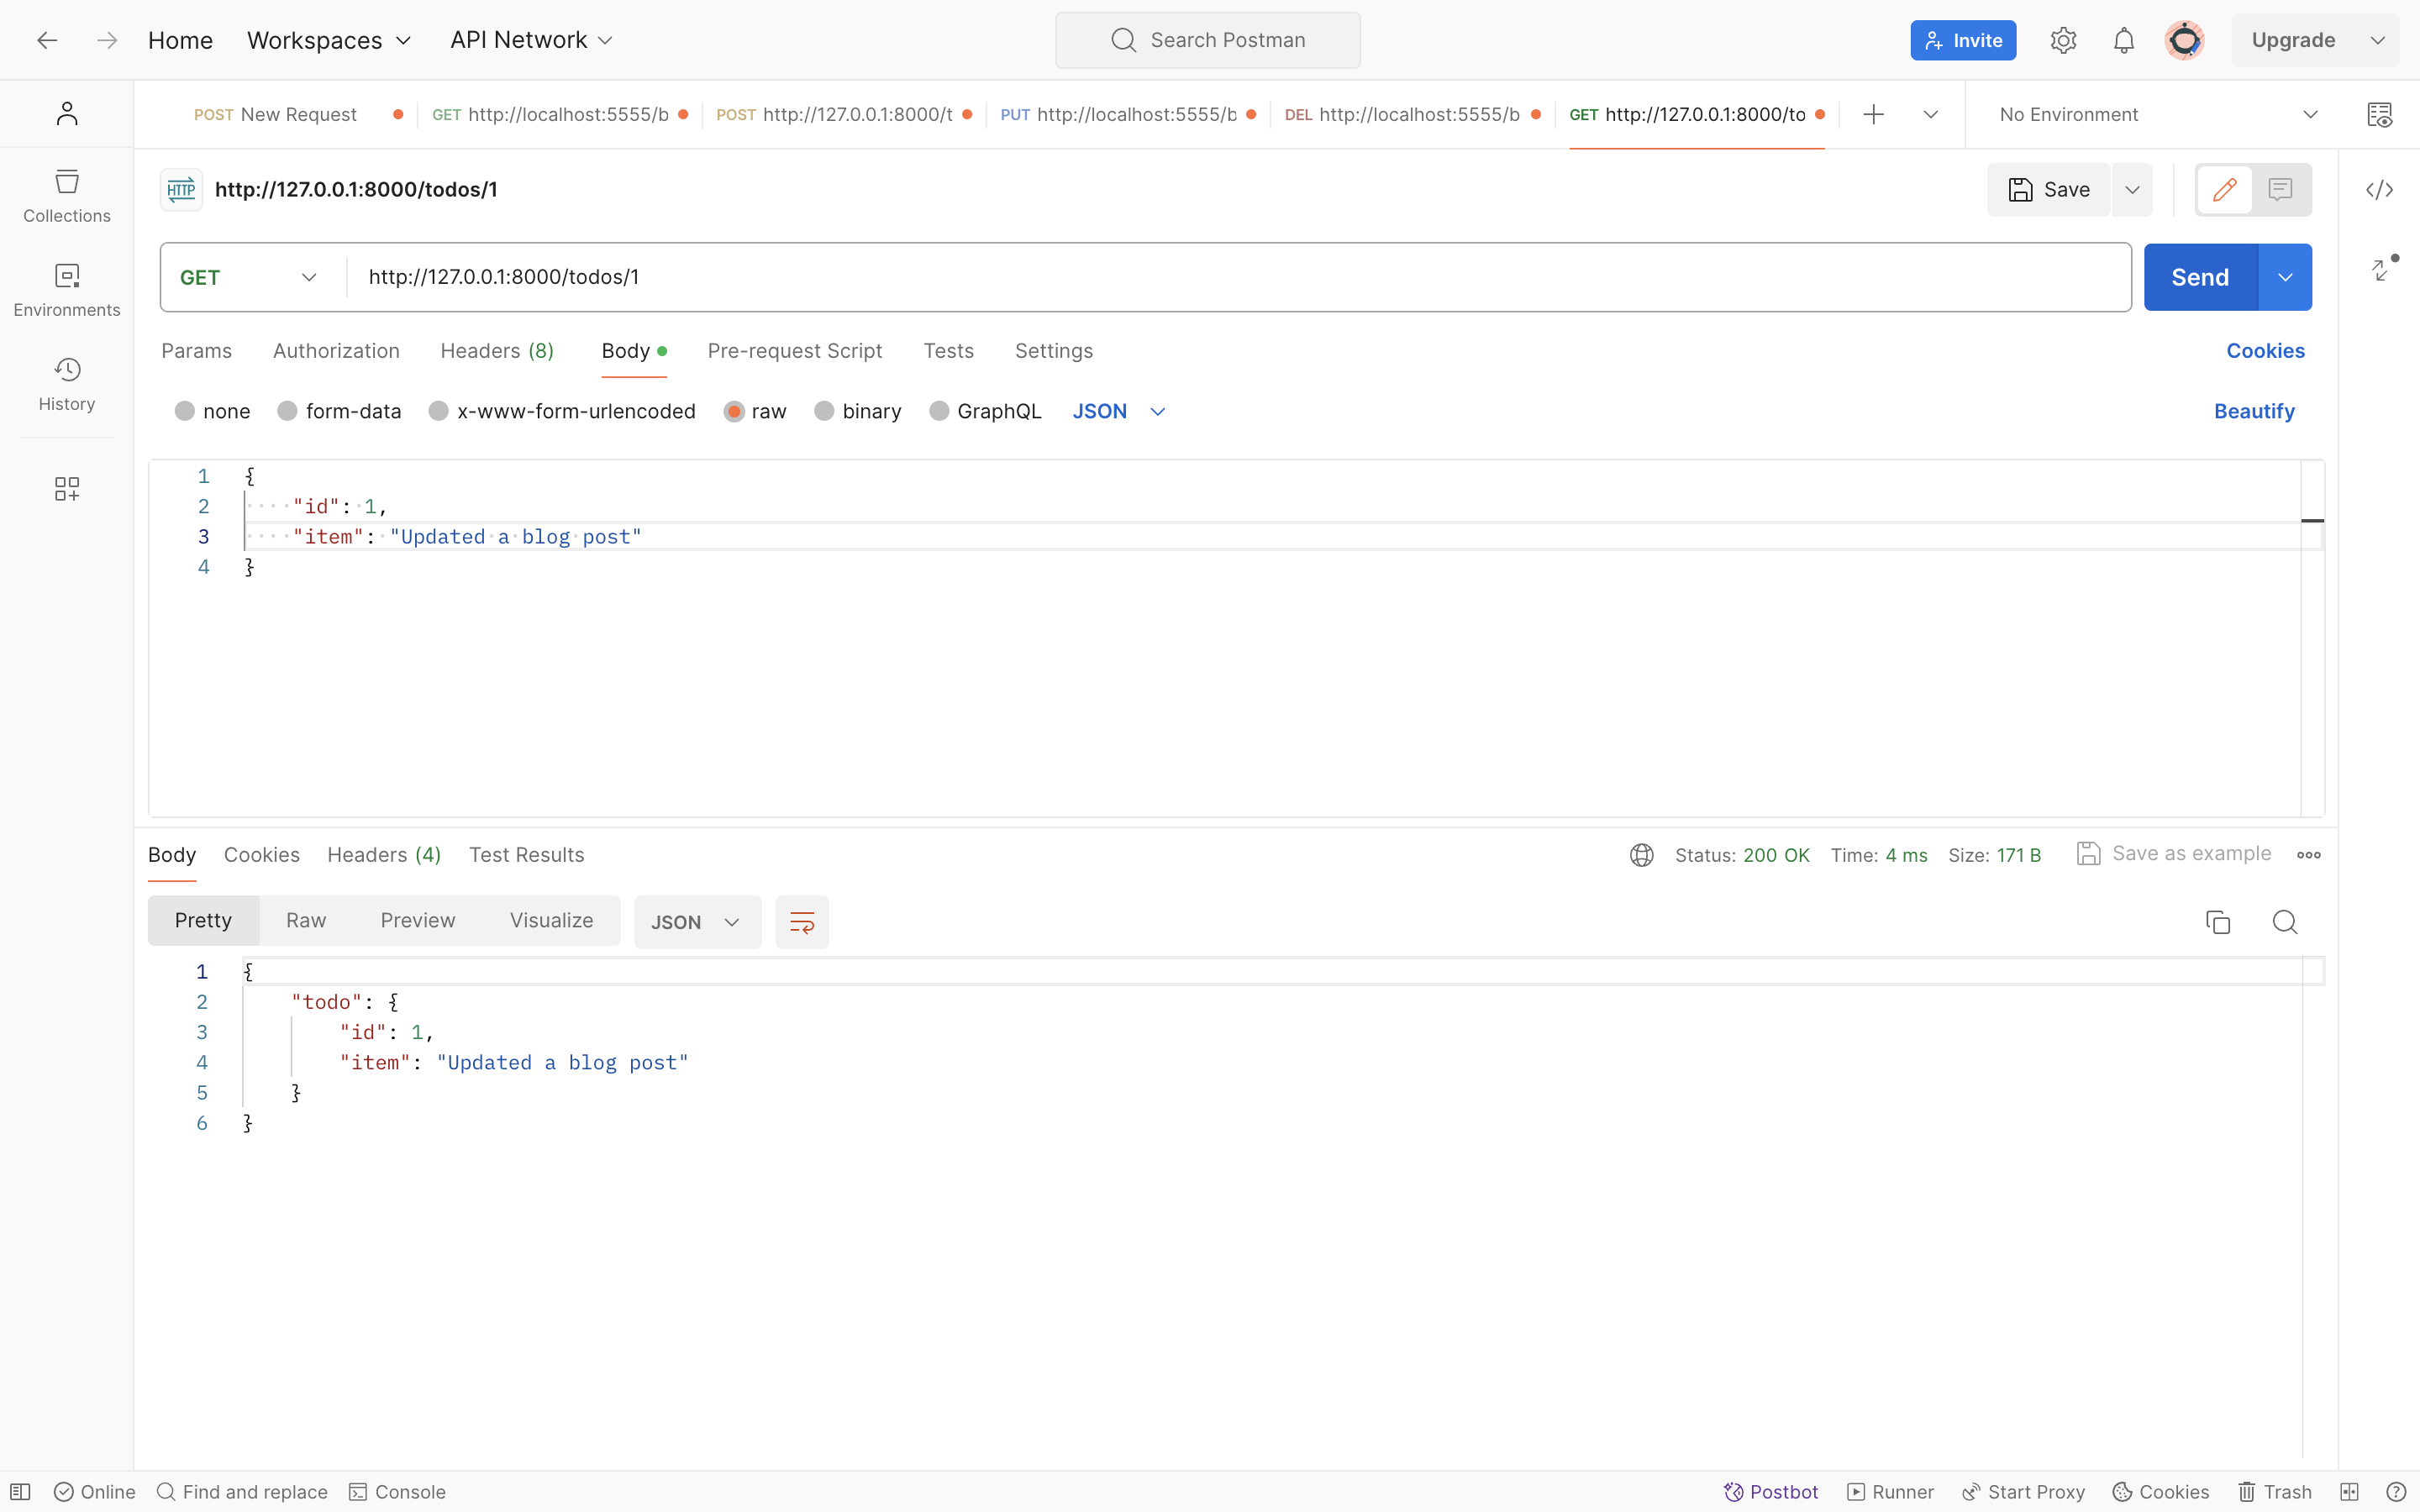 Home Workspaces API Network Search Postman Invite Upgrade
POST New Request GET http://localhost:5555/b POST http://127.0.0.1:8000/t PUT http://localhost:5555/b DEL http://localhost:5555/b GET http://127.0.0.1:8000/to No Environment
Collections
Environments
History
HTTP http://127.0.0.1:8000/todos/1 Save
GET http://127.0.0.1:8000/todos/1 Send
Params Authorization Headers (8) Body Pre-request Script Tests Settings Cookies
none form-data x-www-form-urlencoded raw binary GraphQL JSON Beautify
1 {
2 "id": 1,
3 "item": "Updated a blog post"
4 }
Body Cookies Headers (4) Test Results Status: 200 OK Time: 4 ms Size: 171 B Save as example
Pretty Raw Preview Visualize JSON
1 {
2 "todo": {
3 "id": 1,
4 "item": "Updated a blog post"
5 }
6 }
Online Find and replace Console Postbot Runner Start Proxy Cookies Trash